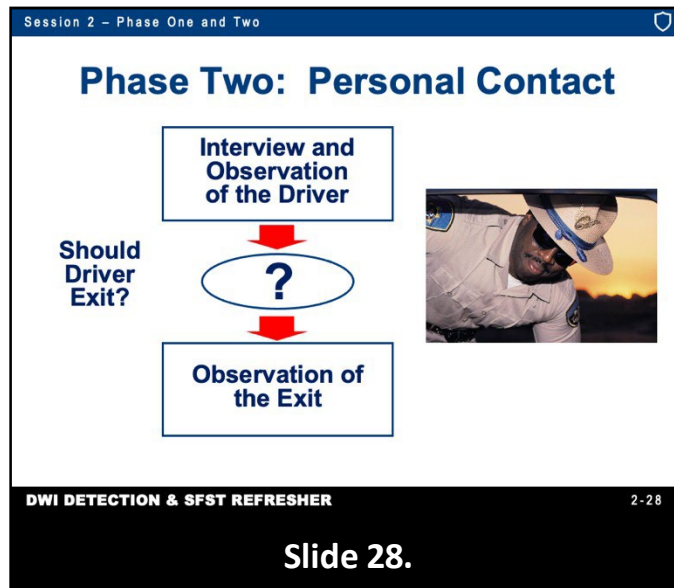 Session 2 – Phase One and Two
Phase Two: Personal Contact
Interview and
Observation
of the Driver
Should
Driver
Exit?
?
Observation of
the Exit
DWI DETECTION & SFST REFRESHER
2-28
Slide 28.